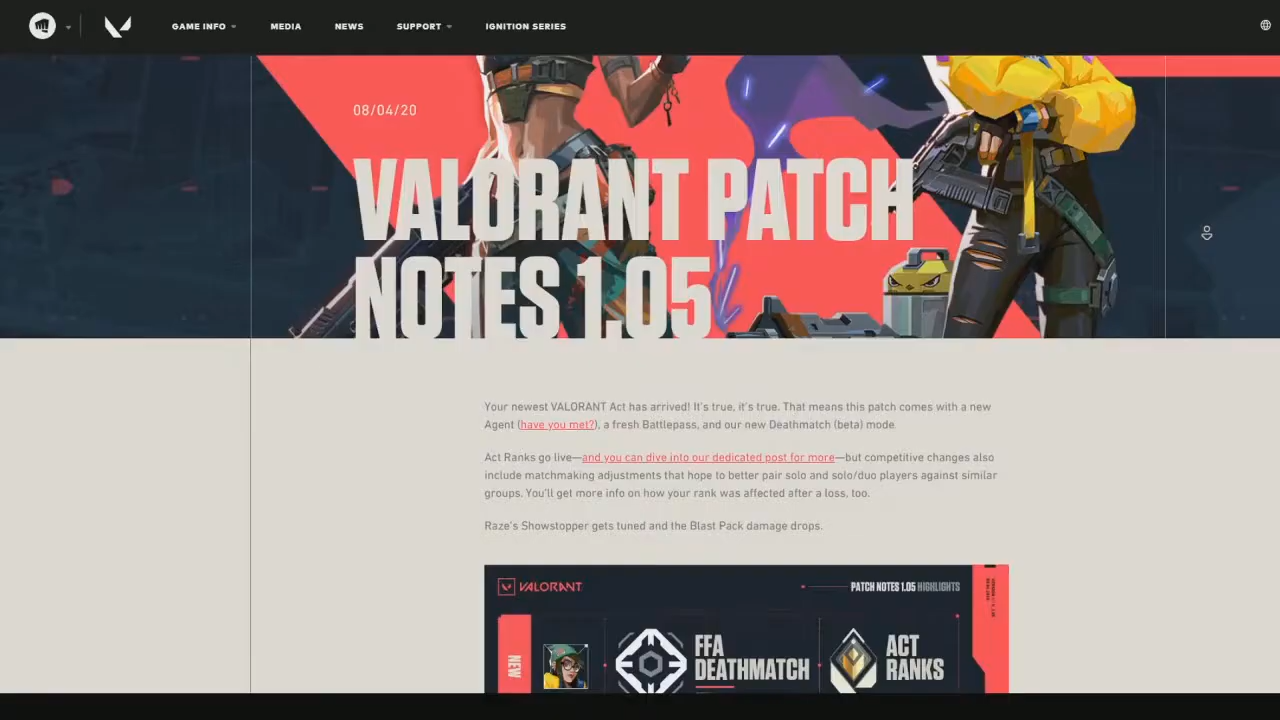 GAME INFO MEDIA NEWS SUPPORT IGNITION SERIES
08/04/20
VALORANT PATCH
NOTES 1.05
Your newest VALORANT Act has arrived! It's true, it's true. That means this patch comes with a new
Agent (have you met?), a fresh Battlepass, and our new Deathmatch (beta) mode.
Act Ranks go live—and you can dive into our dedicated post for more—but competitive changes also
include matchmaking adjustments that hope to better pair solo and solo/duo players against similar
groups. You'll get more info on how your rank was affected after a loss, too.
Raze's Showstopper gets tuned and the Blast Pack damage drops.
VALORANT
PATCH NOTES 1.05 HIGHLIGHTS
NEW
FFA
DEATHMATCH
ACT
RANKS